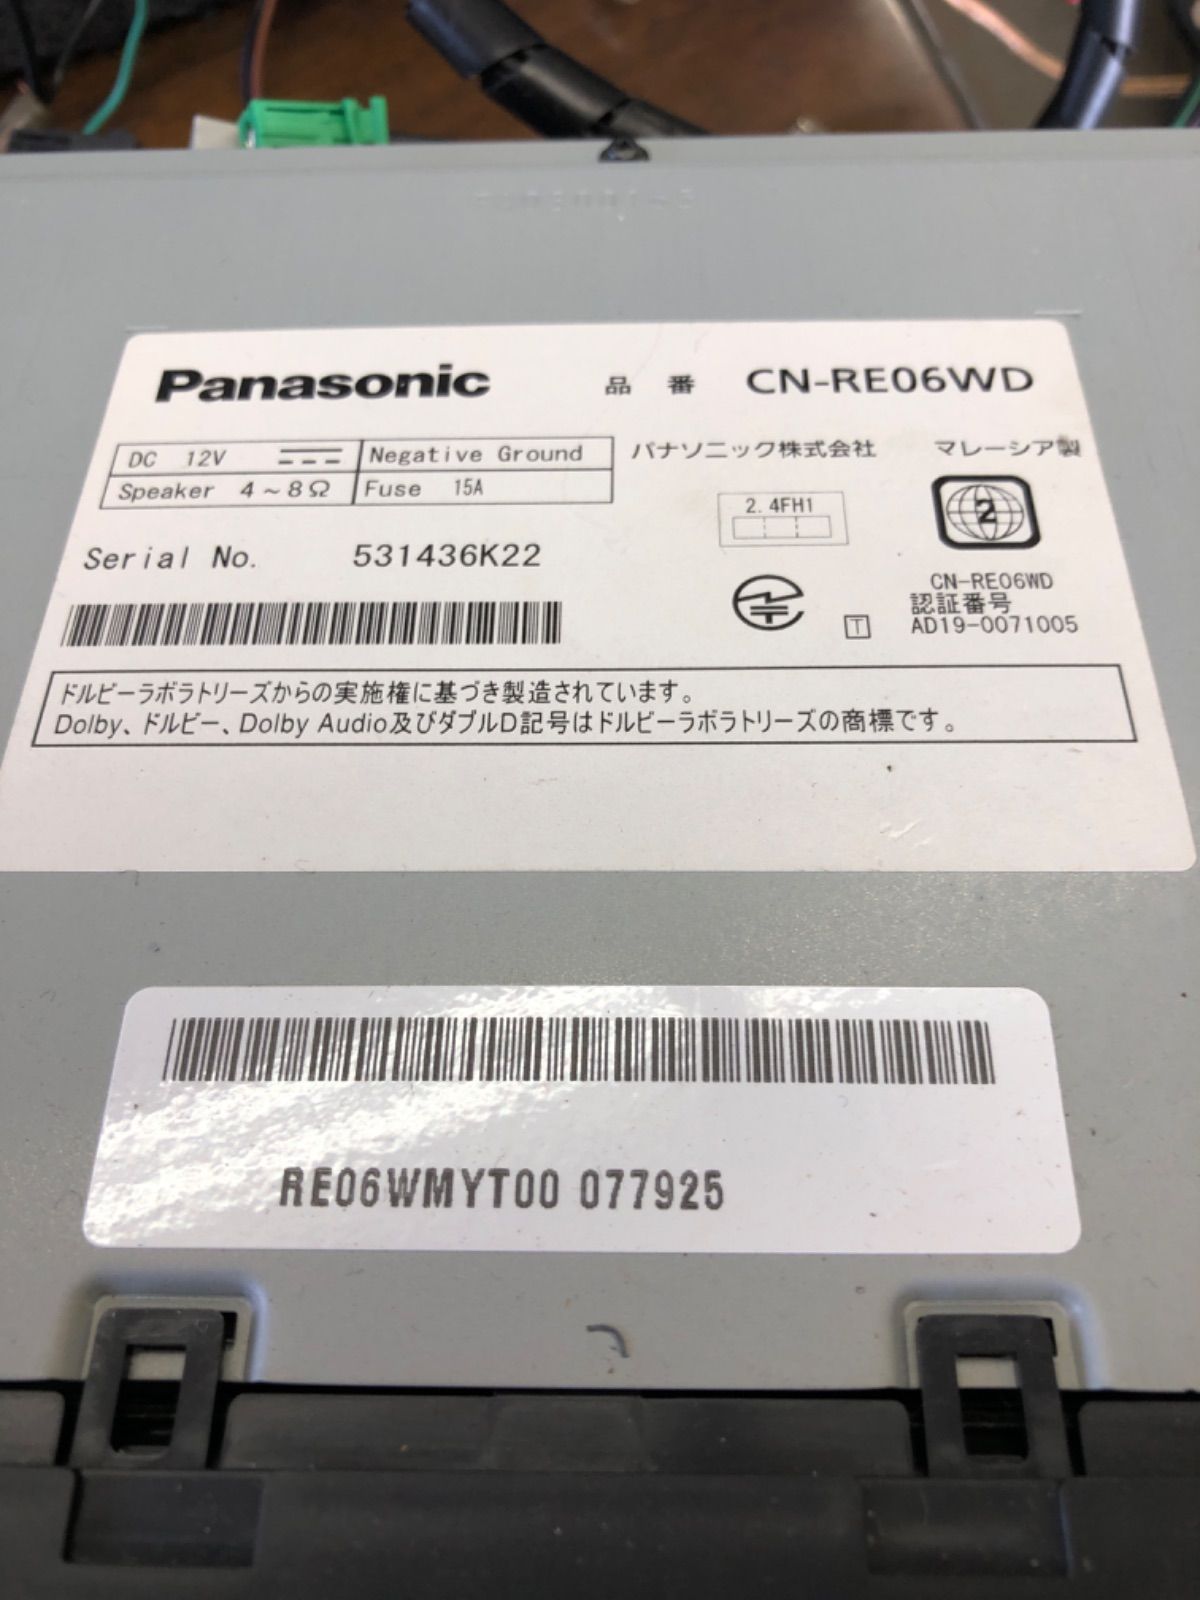 Panasonic 品番 CN-RE06WD
DC 12V Negative Ground
Speaker 4~8Ω Fuse 15A
パナソニック株式会社 マレーシア製
2.4FH1
2
Serial No. 531436K22
CN-RE06WD
認証番号
T AD19-0071005
ドルビーラボラトリーズからの実施権に基づき製造されています。
Dolby、ドルビー、Dolby Audio及びダブルD記号はドルビーラボラトリーズの商標です。
RE06WMYT00 077925